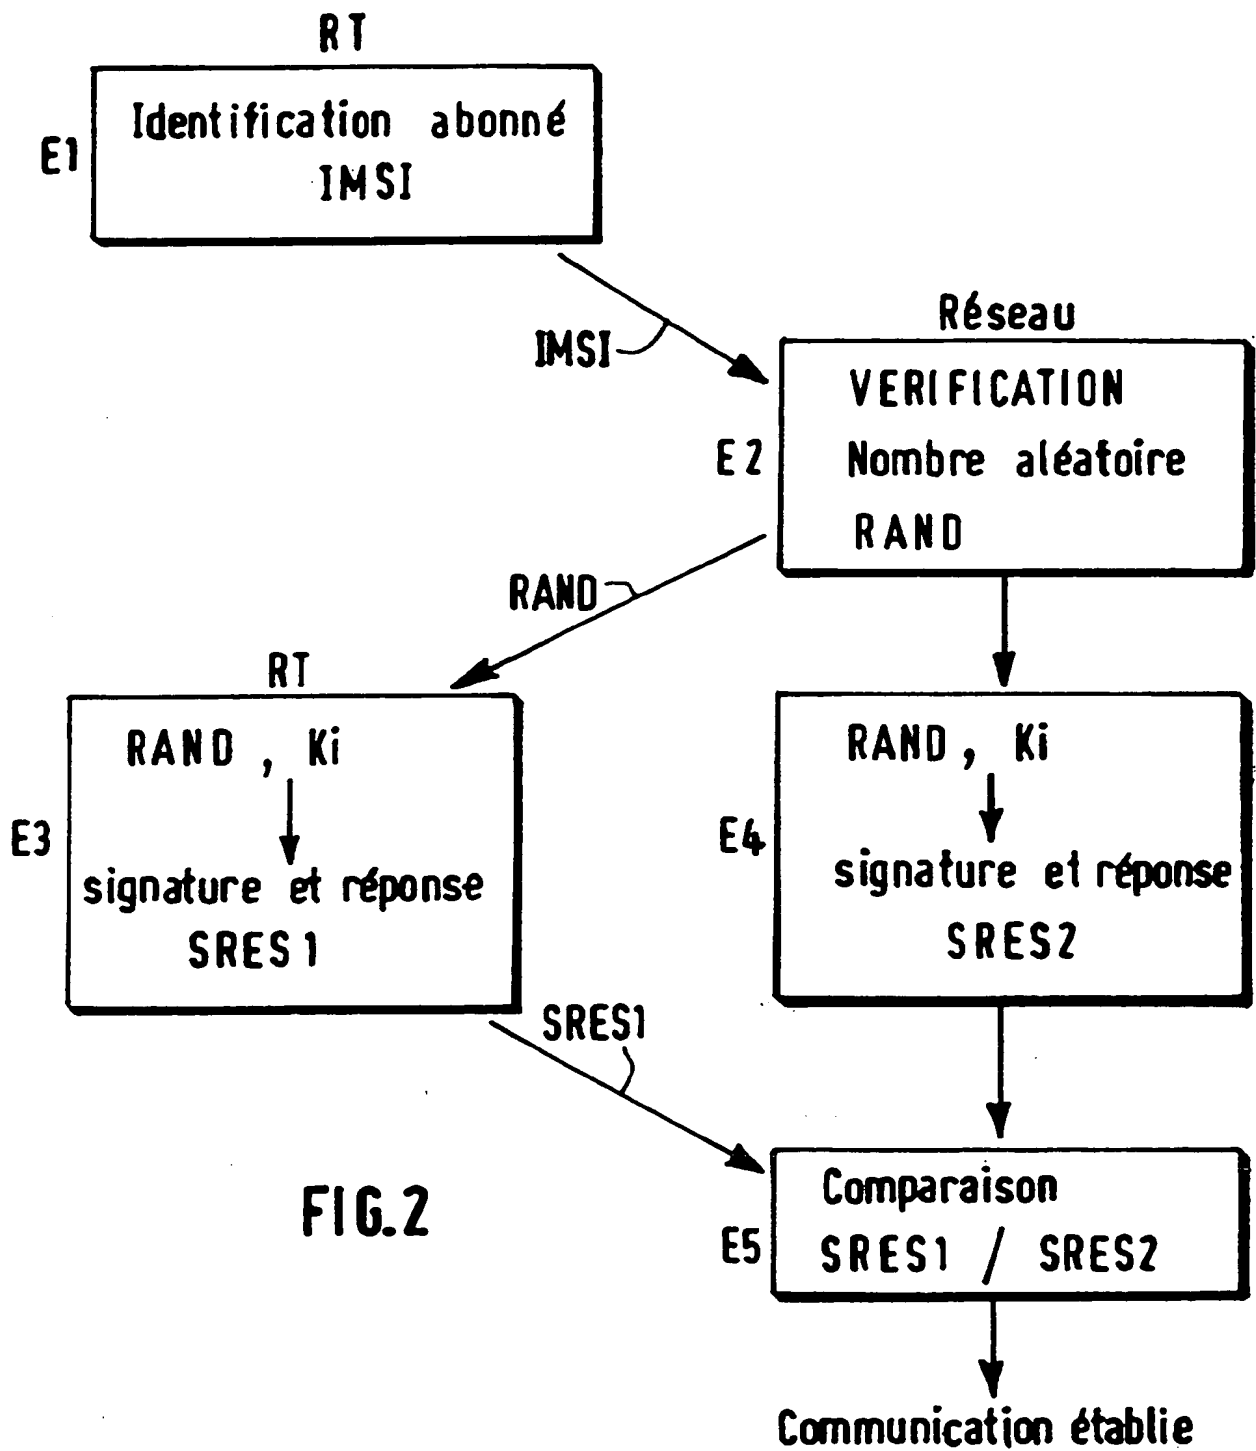 RT
Identification abonné
E1
IMSI
Réseau
IMSI
VERIFICATION
E2
Nombre aléatoire
RAND
RAND
RT
RAND, Ki
E3
signature et réponse
SRES1
RAND, Ki
E4
signature et réponse
SRES2
SRES1
Comparaison
E5
SRES1 / SRES2
FIG.2
Communication établie